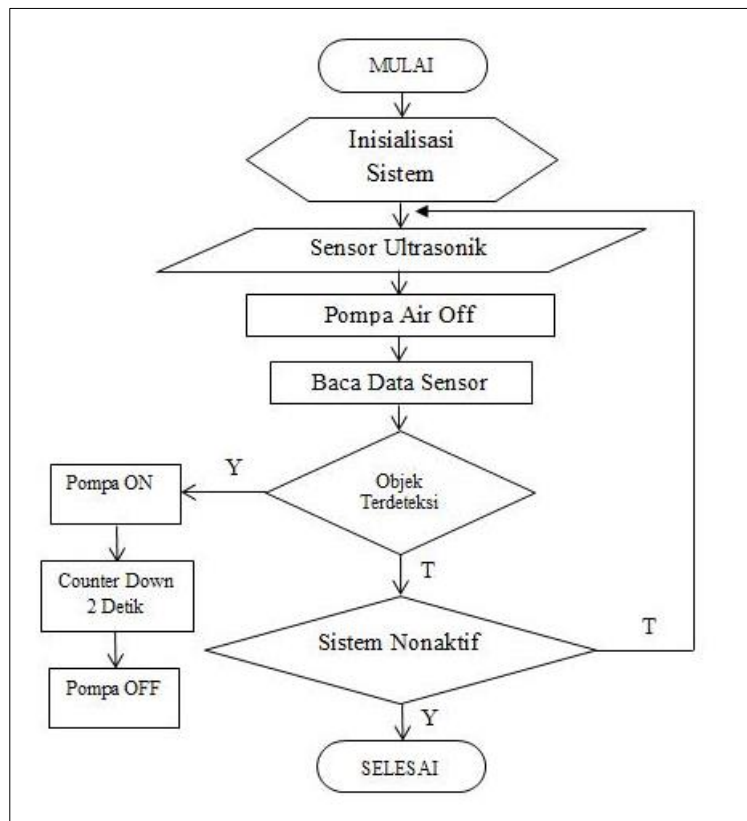 MULAI
Inisialisasi
Sistem
Sensor Ultrasonik
Pompa Air Off
Baca Data Sensor
Objek
Terdeteksi
Y
Pompa ON
Counter Down
2 Detik
Pompa OFF
T
Sistem Nonaktif
T
Y
SELESAI